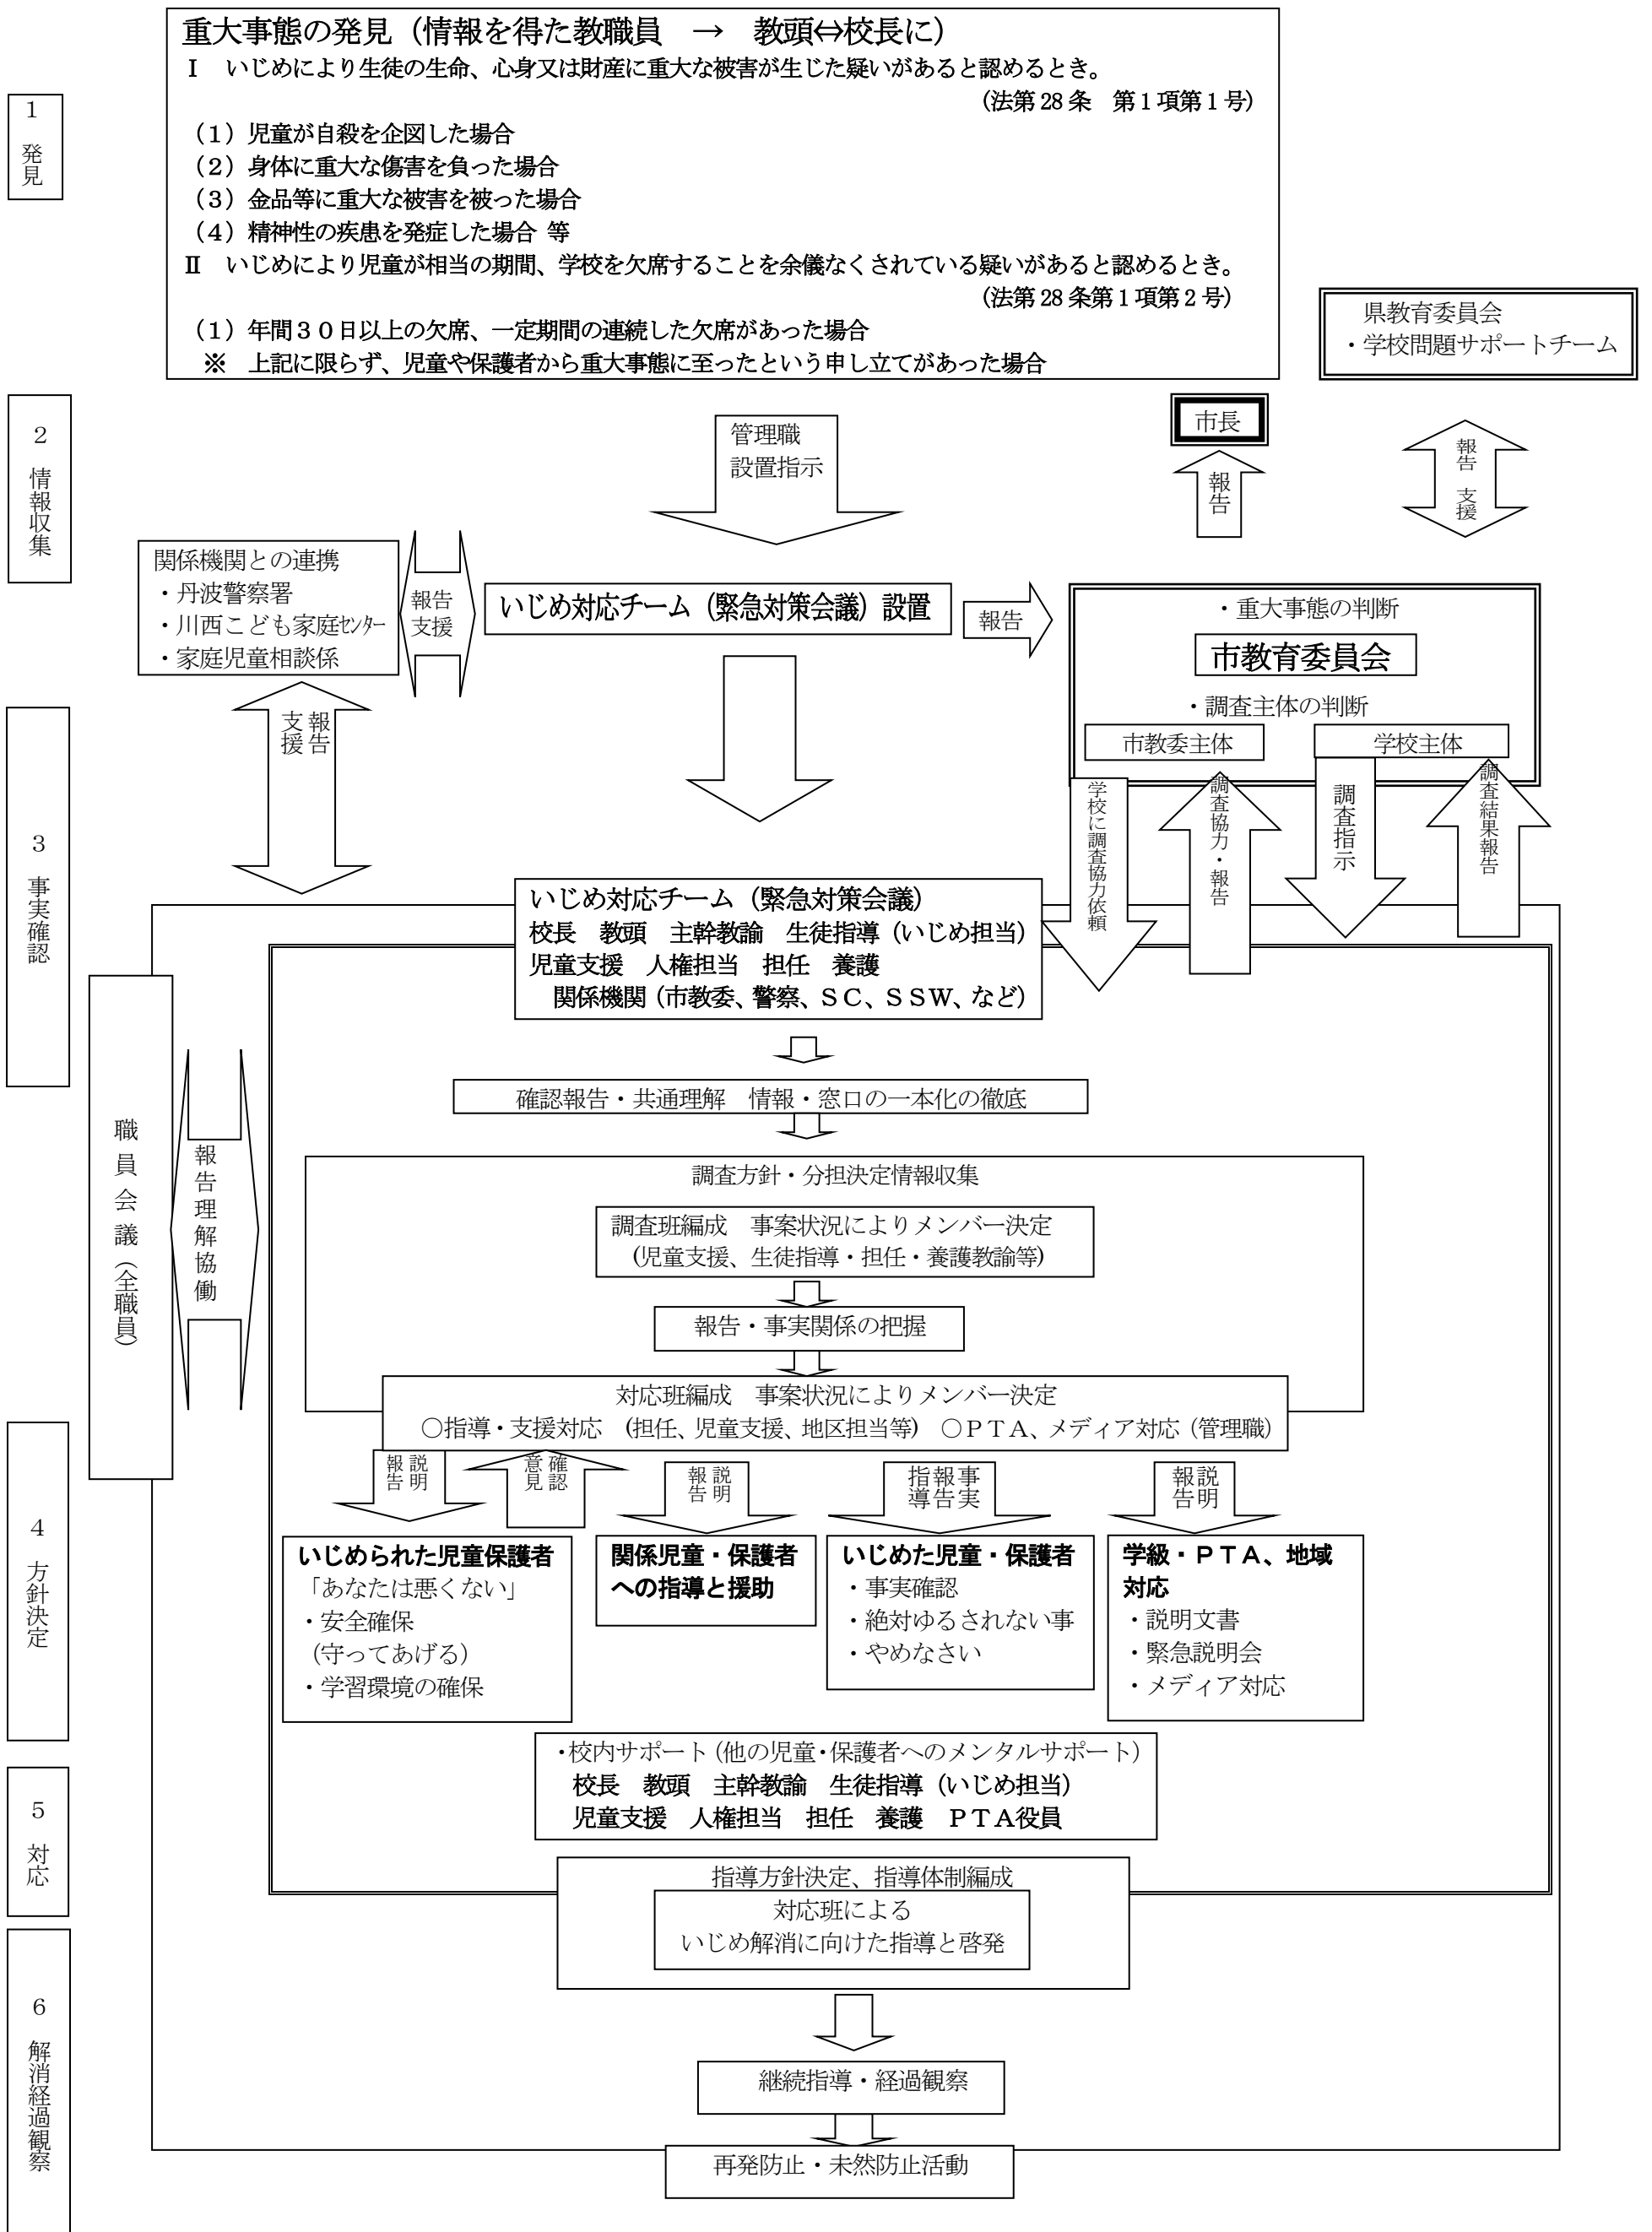 重大事態の発見（情報を得た教職員　→　教頭⇔校長に）
Ⅰ　いじめにより生徒の生命、心身又は財産に重大な被害が生じた疑いがあると認めるとき。
（法第28条　第1項第1号）
（１）児童が自殺を企図した場合
（２）身体に重大な傷害を負った場合
（３）金品等に重大な被害を被った場合
（４）精神性の疾患を発症した場合 等
Ⅱ　いじめにより児童が相当の期間、学校を欠席することを余儀なくされている疑いがあると認めるとき。
（法第28条第1項第2号）
（１）年間３０日以上の欠席、一定期間の連続した欠席があった場合
※　上記に限らず、児童や保護者から重大事態に至ったという申し立てがあった場合
１　発見
県教育委員会
・学校問題サポートチーム
２　情報収集
管理職
設置指示
市長
報告
報告　支援
関係機関との連携
・丹波警察署
・川西こども家庭ｾﾝﾀｰ
・家庭児童相談係
報告
支援
いじめ対応チーム（緊急対策会議）設置
報告
・重大事態の判断
市教育委員会
・調査主体の判断
市教委主体
学校主体
報告
支援
学校に調査協力依頼
調査協力・報告
調査指示
調査結果報告
３　事実確認
いじめ対応チーム（緊急対策会議）
校長　教頭　主幹教諭　生徒指導（いじめ担当）
児童支援　人権担当　担任　養護
関係機関（市教委、警察、ＳＣ、ＳＳＷ、など）
職員会議（全職員）
報告理解協働
確認報告・共通理解　情報・窓口の一本化の徹底
調査方針・分担決定情報収集
調査班編成　事案状況によりメンバー決定
（児童支援、生徒指導・担任・養護教諭等）
報告・事実関係の把握
対応班編成　事案状況によりメンバー決定
○指導・支援対応　（担任、児童支援、地区担当等）　○ＰＴＡ、メディア対応（管理職）
説明
報告
確認
意見
説明
報告
事実
報告
指導
説明
報告
４　方針決定
いじめられた児童保護者
「あなたは悪くない」
・安全確保
（守ってあげる）
・学習環境の確保
関係児童・保護者
への指導と援助
いじめた児童・保護者
・事実確認
・絶対ゆるされない事
・やめなさい
学級・ＰＴＡ、地域
対応
・説明文書
・緊急説明会
・メディア対応
・校内サポート（他の児童・保護者へのメンタルサポート）
校長　教頭　主幹教諭　生徒指導（いじめ担当）
児童支援　人権担当　担任　養護　ＰＴＡ役員
５　対応
指導方針決定、指導体制編成
対応班による
いじめ解消に向けた指導と啓発
６　解消経過観察
継続指導・経過観察
再発防止・未然防止活動